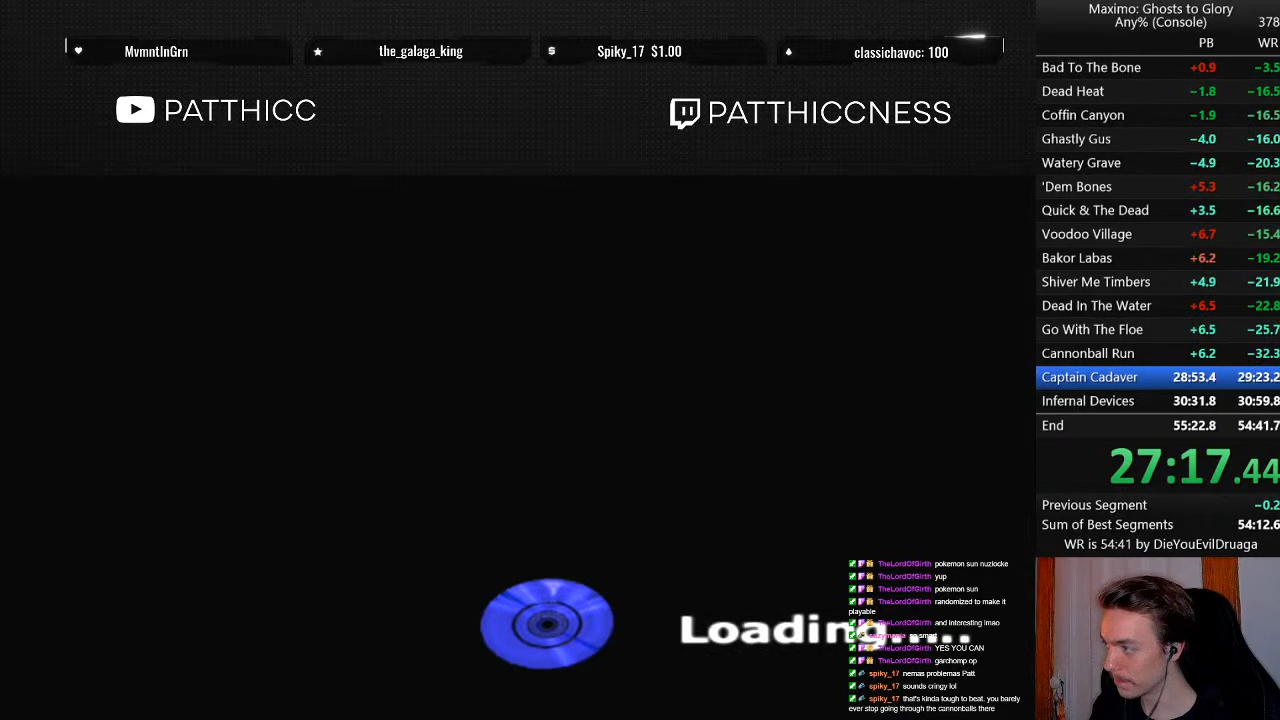 MvmntInGrn
the_galaga_king
Spiky_17 $1.00
classichavoc: 100
PATTHICC
PATTHICCNESS
Maximo: Ghosts to Glory
Any% (Console) 378
PB WR
Bad To The Bone +0.9 −3.5
Dead Heat −1.8 −16.5
Coffin Canyon −1.9 −16.5
Ghastly Gus −4.0 −16.0
Watery Grave −4.9 −20.3
'Dem Bones +5.3 −16.2
Quick & The Dead +3.5 −16.6
Voodoo Village +6.7 −15.4
Bakor Labas +6.2 −19.2
Shiver Me Timbers +4.9 −21.9
Dead In The Water +6.5 −22.8
Go With The Floe +6.5 −25.7
Cannonball Run +6.2 −32.3
Captain Cadaver 28:53.4 29:23.2
Infernal Devices 30:31.8 30:59.8
End 55:22.8 54:41.7
27:17.44
Previous Segment −0.2
Sum of Best Segments 54:12.6
WR is 54:41 by DieYouEvilDruaga
Loading.....
TheLordOfGirth pokemon sun nuzlocke
TheLordOfGirth yup
TheLordOfGirth pokemon sun
TheLordOfGirth randomized to make it
playable
TheLordOfGirth and interesting lmao
so smart
TheLordOfGirth YES YOU CAN
TheLordOfGirth garchomp op
spiky_17 nemas problemas Patt
spiky_17 sounds cringy lol
spiky_17 that's kinda tough to beat. you barely
ever stop going through the cannonballs there